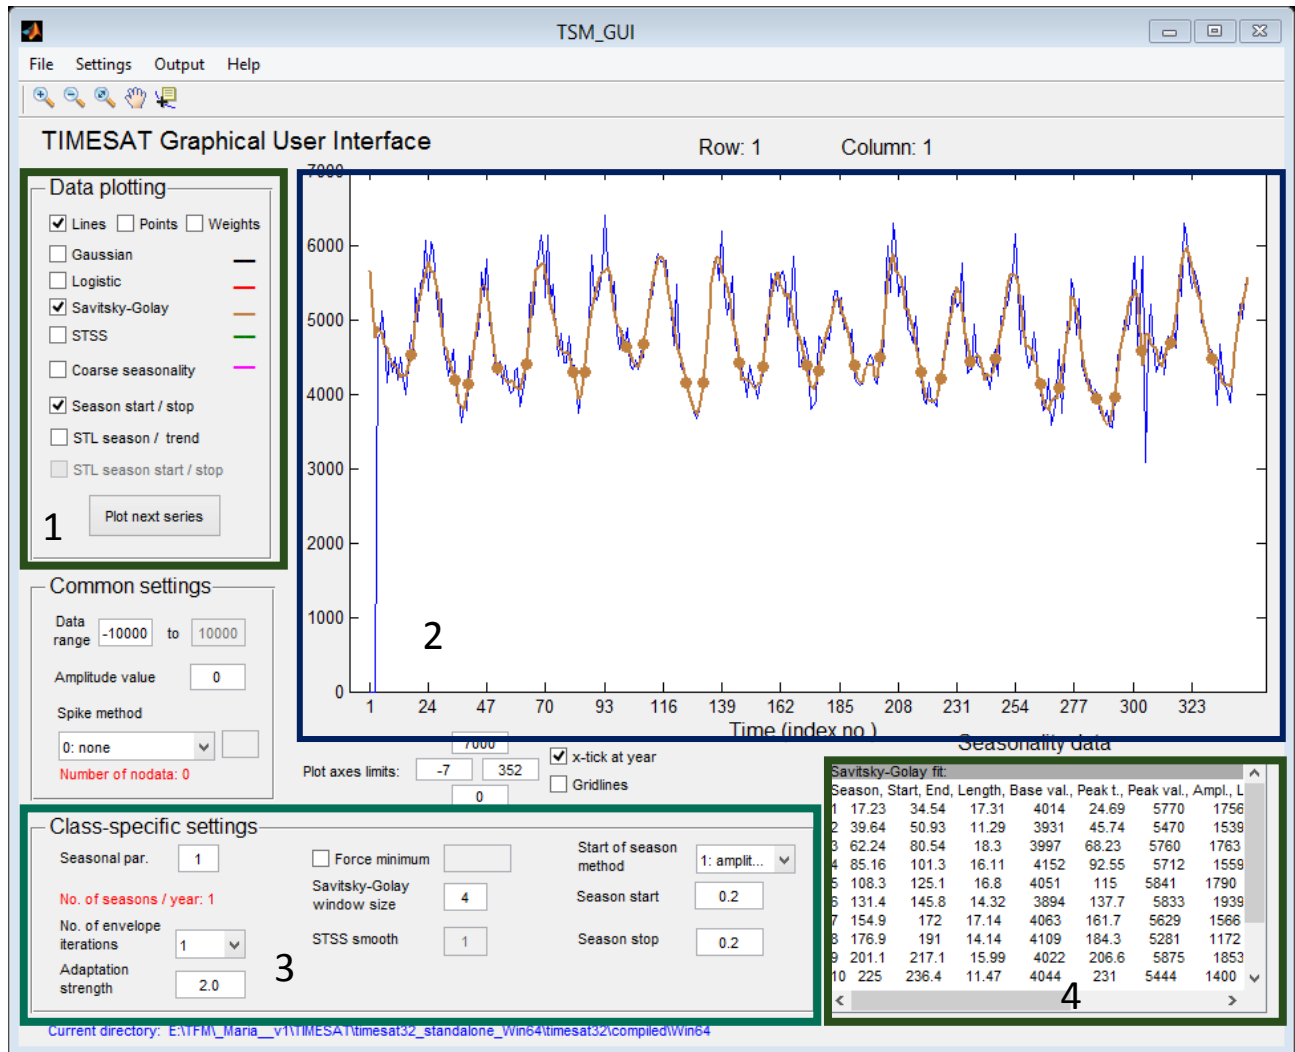 TSM_GUI
File Settings Output Help
TIMESAT Graphical User Interface
Row: 1 Column: 1
Data plotting
Lines Points Weights
Gaussian
Logistic
Savitsky-Golay
STSS
Coarse seasonality
Season start / stop
STL season / trend
STL season start / stop
Plot next series
1
7000
6000
5000
4000
3000
2000
1000
0
2
1 24 47 70 93 116 139 162 185 208 231 254 277 300 323
Time (index no.)
Common settings
Data range -10000 to 10000
Amplitude value 0
Spike method
0: none
Number of nodata: 0
7000
Plot axes limits: -7 352
0
x-tick at year
Gridlines
Seasonality data
Savitsky-Golay fit:
Season, Start, End, Length, Base val., Peak t., Peak val., Ampl., L
1 17.23 34.54 17.31 4014 24.69 5770 1756
2 39.64 50.93 11.29 3931 45.74 5470 1539
3 62.24 80.54 18.3 3997 68.23 5760 1763
4 85.16 101.3 16.11 4152 92.55 5712 1559
5 108.3 125.1 16.8 4051 115 5841 1790
6 131.4 145.8 14.32 3894 137.7 5833 1939
7 154.9 172 17.14 4063 161.7 5629 1566
8 176.9 191 14.14 4109 184.3 5281 1172
9 201.1 217.1 15.99 4022 206.6 5875 1853
10 225 236.4 11.47 4044 231 5444 1400
4
Class-specific settings
Seasonal par. 1
No. of seasons / year: 1
No. of envelope
iterations 1
Adaptation
strength 2.0
Force minimum
Savitsky-Golay
window size 4
STSS smooth 1
Start of season
method 1: amplit...
Season start 0.2
Season stop 0.2
3
Current directory: E:\TFM\_Maria__v1\TIMESAT\timesat32_standalone_Win64\timesat32\compiled\Win64